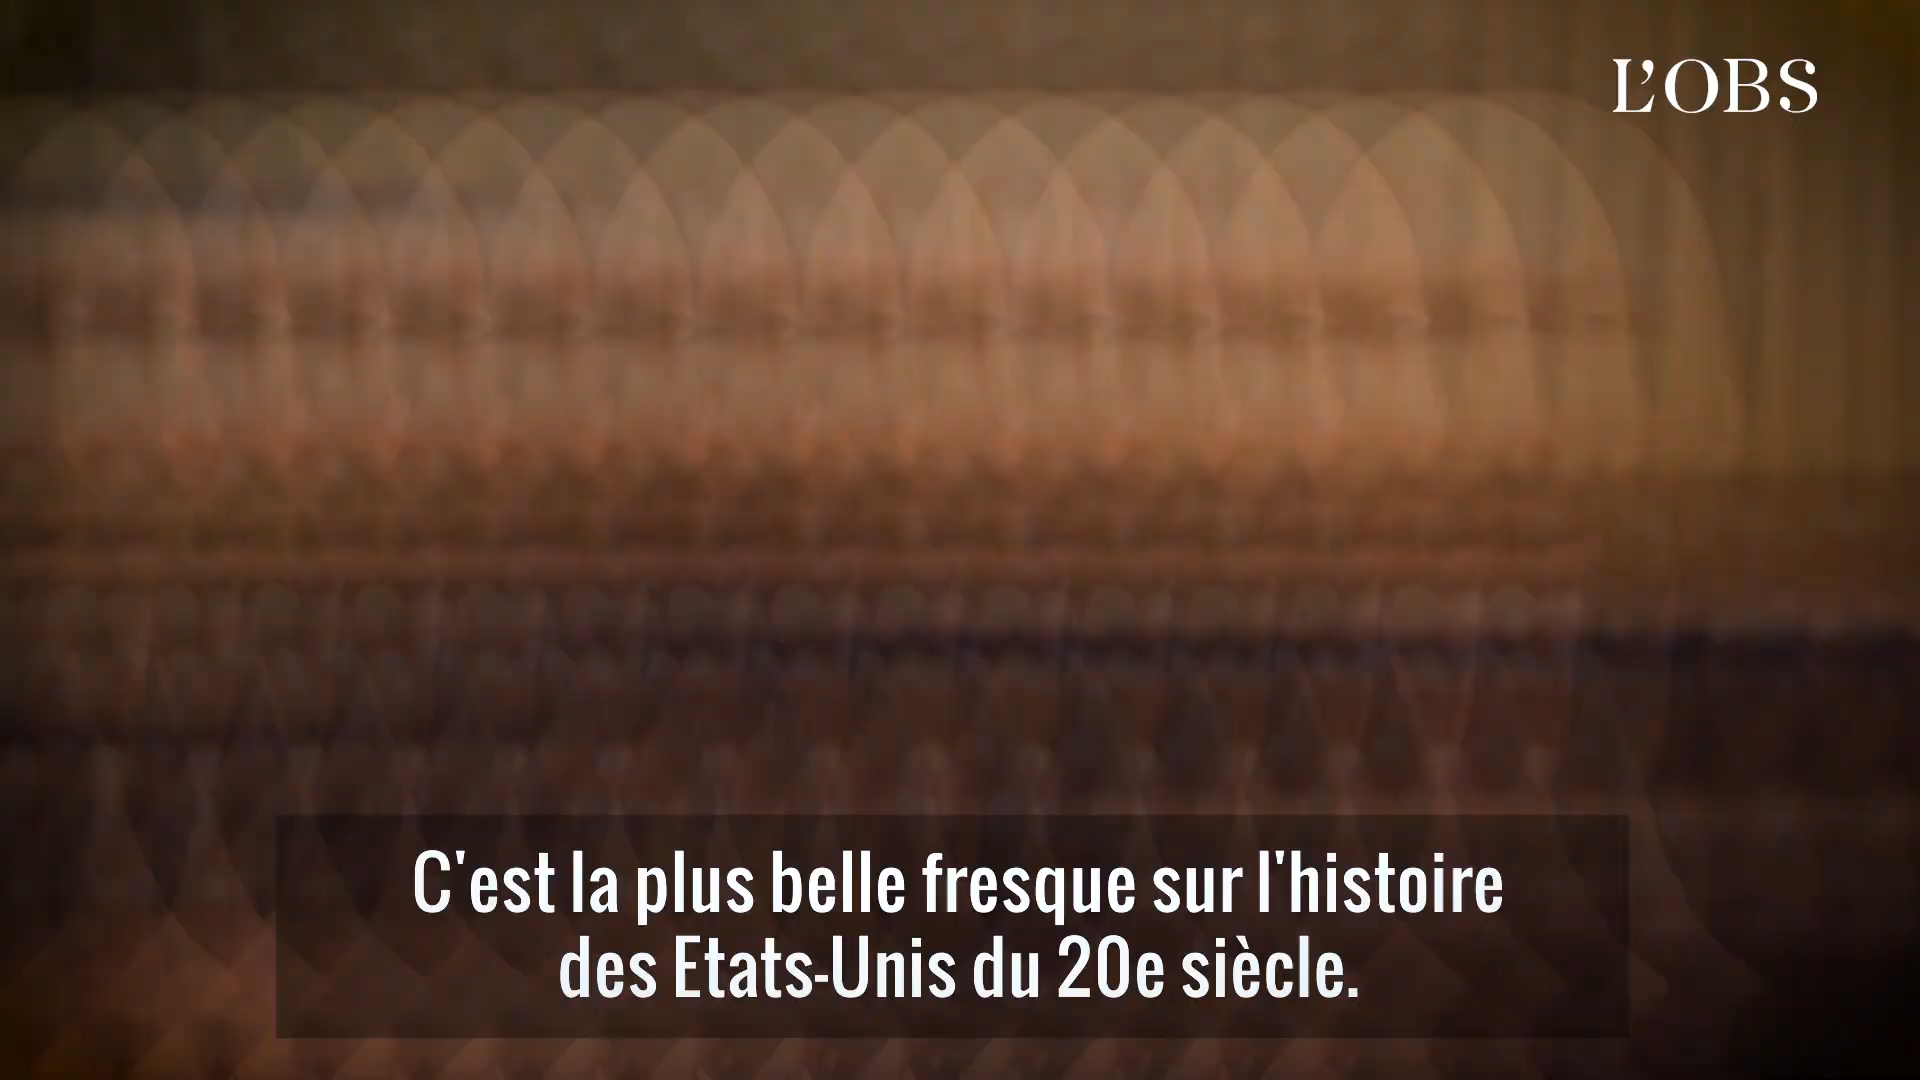 L'OBS
C'est la plus belle fresque sur l'histoire
des Etats-Unis du 20e siècle.